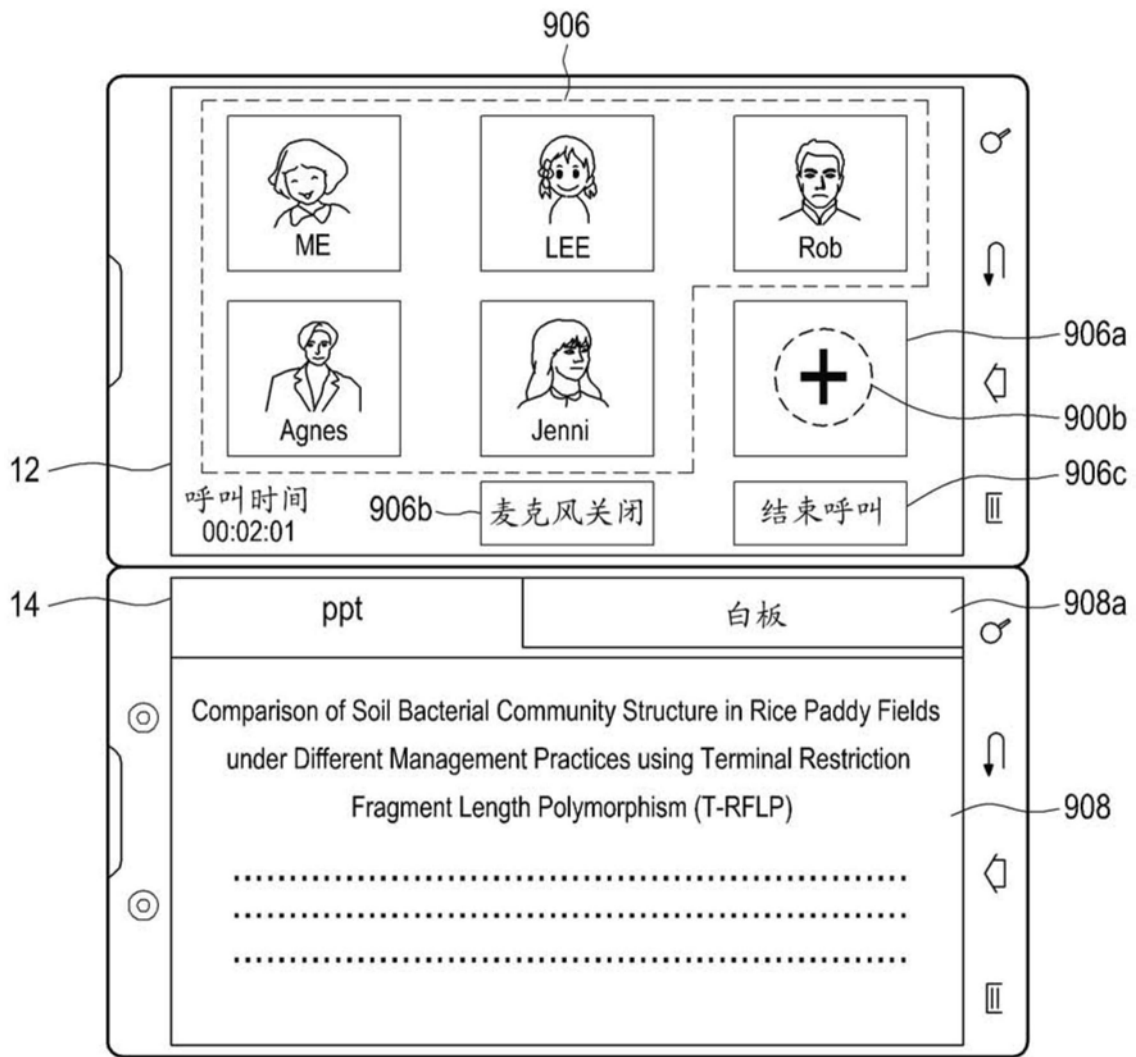 906
ME
LEE
Rob
906a
900b
Agnes
Jenni
12
呼叫时间
00:02:01
906b
麦克风关闭
结束呼叫
906c
14
ppt
白板
908a
Comparison of Soil Bacterial Community Structure in Rice Paddy Fields
under Different Management Practices using Terminal Restriction
Fragment Length Polymorphism (T-RFLP)
908